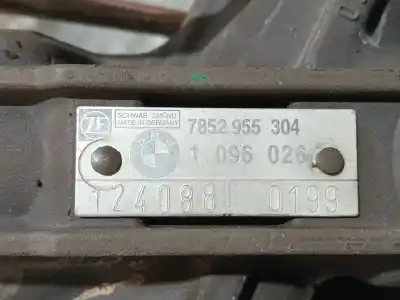 ZF
SCHWÄB. GMÜND
MADE IN GERMANY
7852 955 304
1 096 026
124088 0199